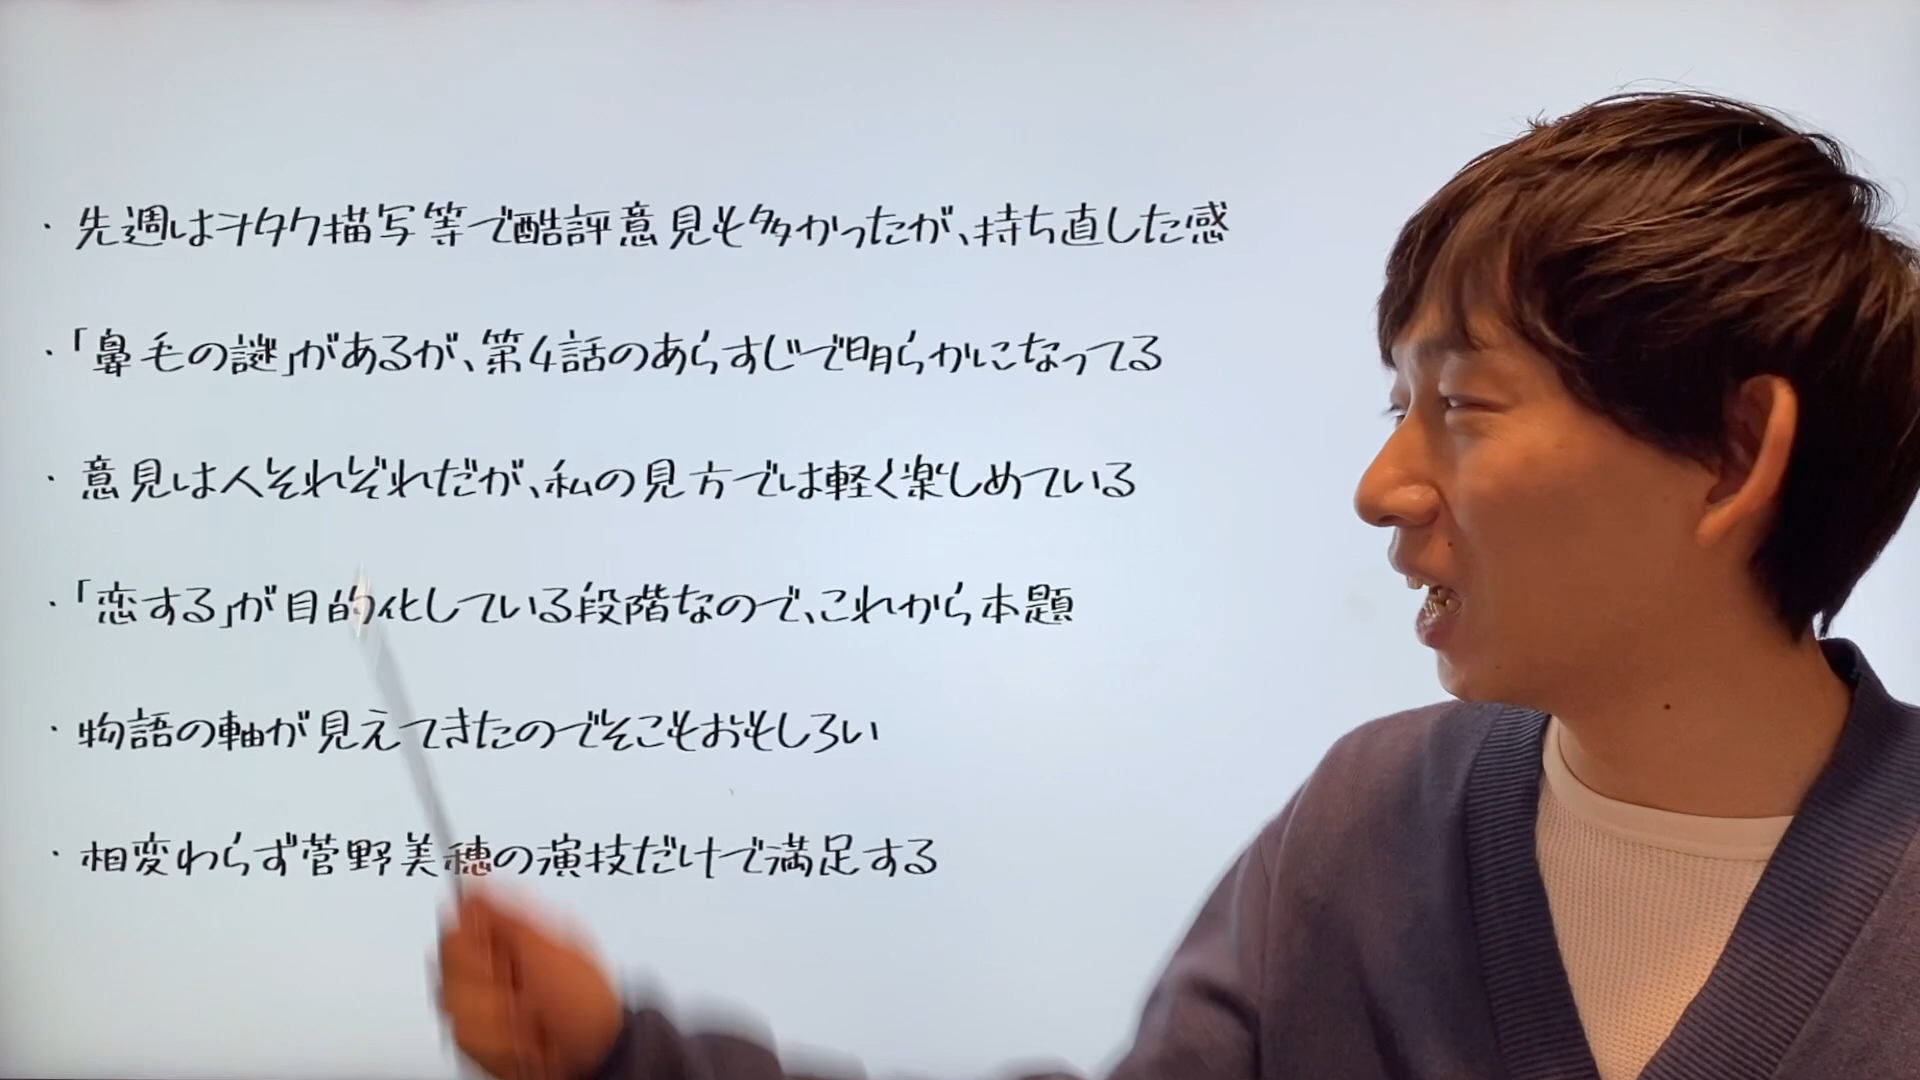 ・先週はオタク描写等で酷評意見も多かったが、持ち直した感
・「鼻毛の謎」があるが、第4話のあらすじで明らかになってる
・意見は人それぞれだが、私の見方では軽く楽しめている
・「恋する」が目的化している段階なので、これから本題
・物語の軸が見えてきたのでそこもおもしろい
・相変わらず菅野美穂の演技だけで満足する